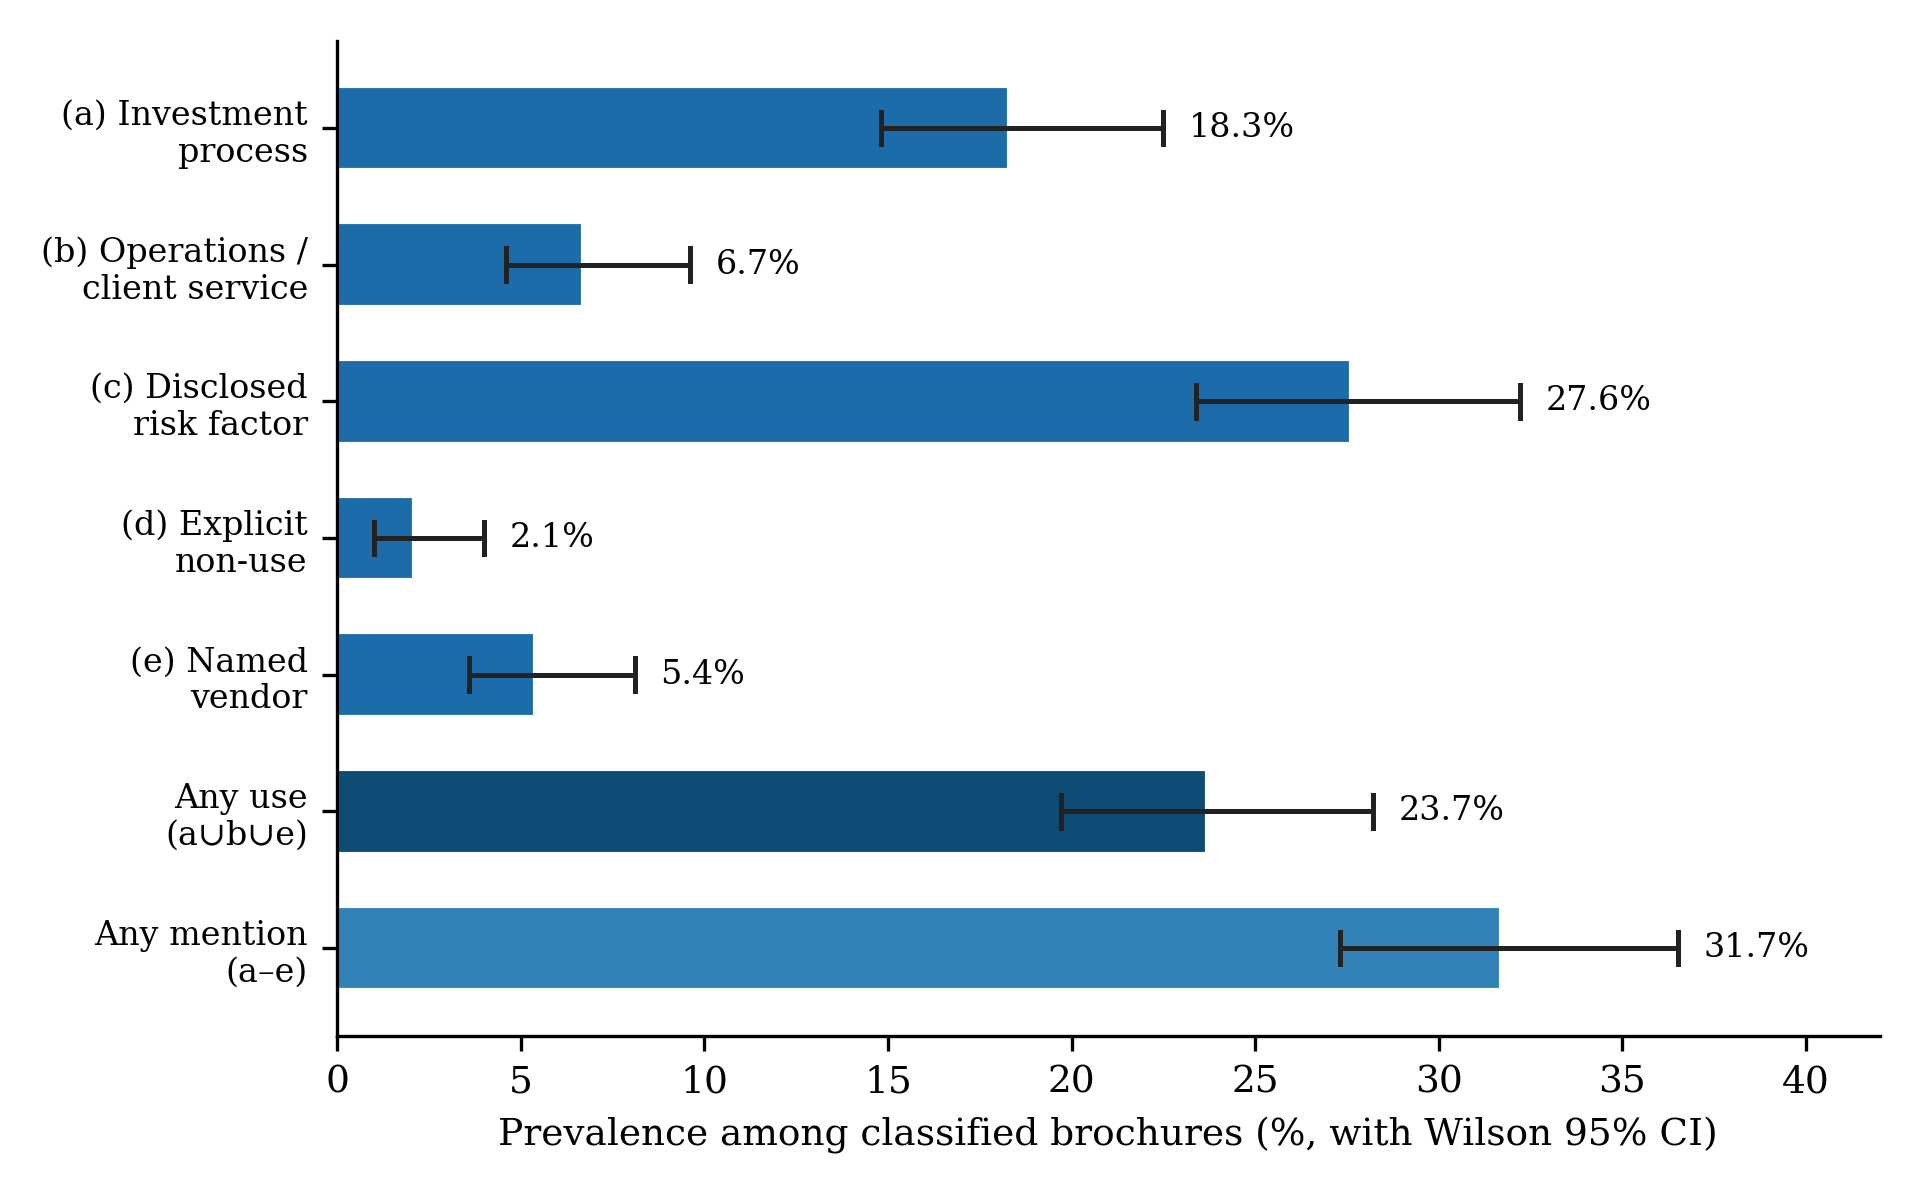 (a) Investment
process
18.3%
(b) Operations /
client service
6.7%
(c) Disclosed
risk factor
27.6%
(d) Explicit
non-use
2.1%
(e) Named
vendor
5.4%
Any use
(a∪b∪e)
23.7%
Any mention
(a–e)
31.7%
0 5 10 15 20 25 30 35 40
Prevalence among classified brochures (%, with Wilson 95% CI)